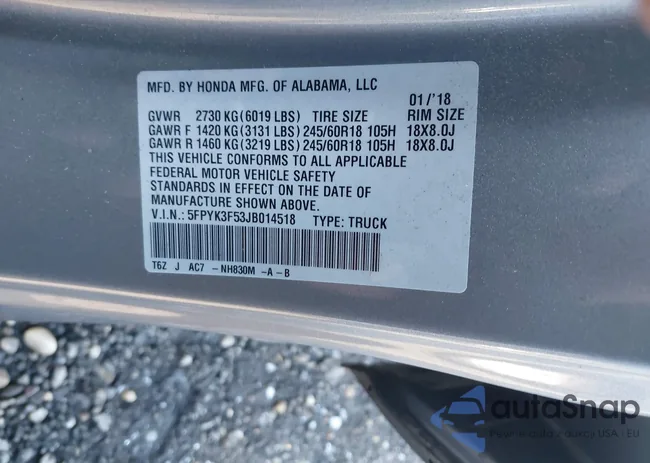 MFD. BY HONDA MFG. OF ALABAMA, LLC 01/'18
GVWR 2730 KG(6019 LBS) TIRE SIZE RIM SIZE
GAWR F 1420 KG(3131 LBS) 245/60R18 105H 18X8.0J
GAWR R 1460 KG(3219 LBS) 245/60R18 105H 18X8.0J
THIS VEHICLE CONFORMS TO ALL APPLICABLE
FEDERAL MOTOR VEHICLE SAFETY
STANDARDS IN EFFECT ON THE DATE OF
MANUFACTURE SHOWN ABOVE.
V.I.N.: 5FPYK3F53JB014518 TYPE: TRUCK
T6Z J AC7 - NH830M -A-B
autoSnap
USA - EU